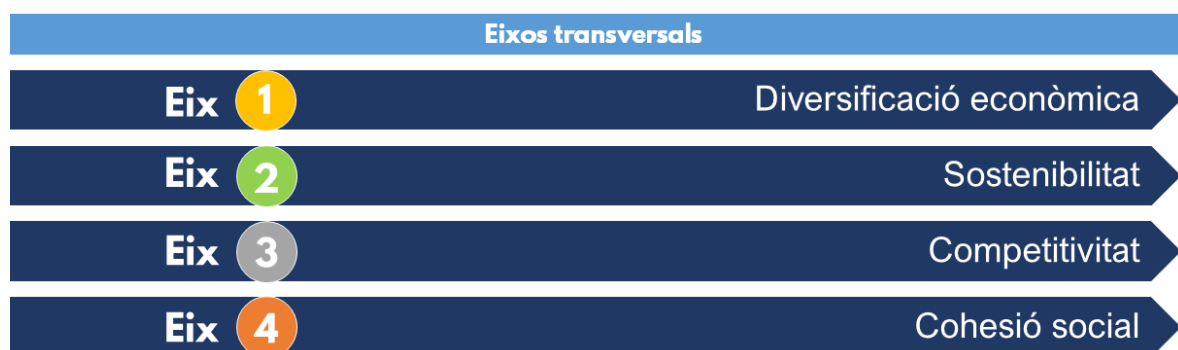 Eixos transversals
Eix 1 Diversificació econòmica
Eix 2 Sostenibilitat
Eix 3 Competitivitat
Eix 4 Cohesió social